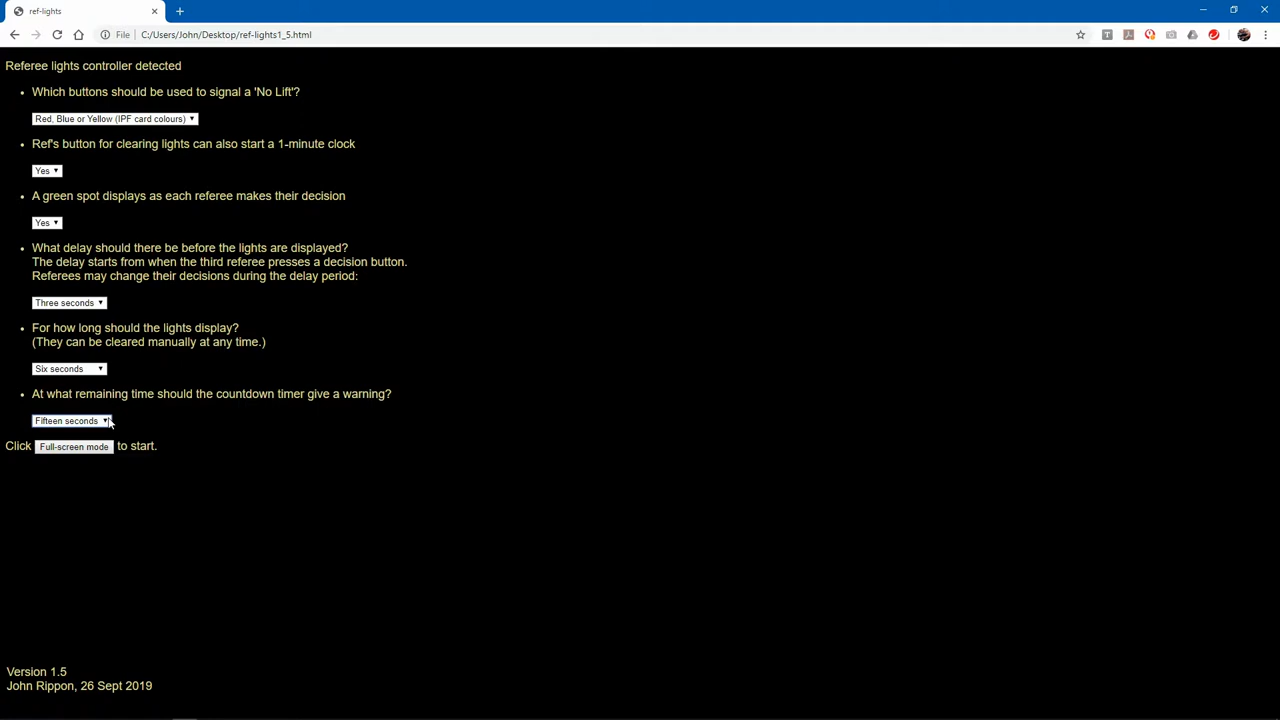 ref-lights
File
C:/Users/John/Desktop/ref-lights1_5.html
Referee lights controller detected
Which buttons should be used to signal a 'No Lift'?
Red, Blue or Yellow (IPF card colours)
Ref's button for clearing lights can also start a 1-minute clock
Yes
A green spot displays as each referee makes their decision
Yes
What delay should there be before the lights are displayed?
The delay starts from when the third referee presses a decision button.
Referees may change their decisions during the delay period:
Three seconds
For how long should the lights display?
(They can be cleared manually at any time.)
Six seconds
At what remaining time should the countdown timer give a warning?
Fifteen seconds
Click Full-screen mode to start.
Version 1.5
John Rippon, 26 Sept 2019